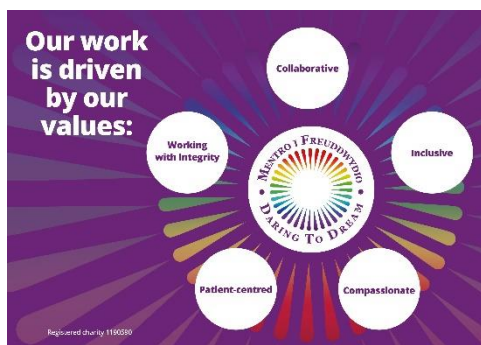 Our work
is driven
by our
values:
Collaborative
Working
with Integrity
Inclusive
MENTRO I FREUDDWYDIO
DARING TO DREAM
Patient-centred
Compassionate
Registered charity 1190590